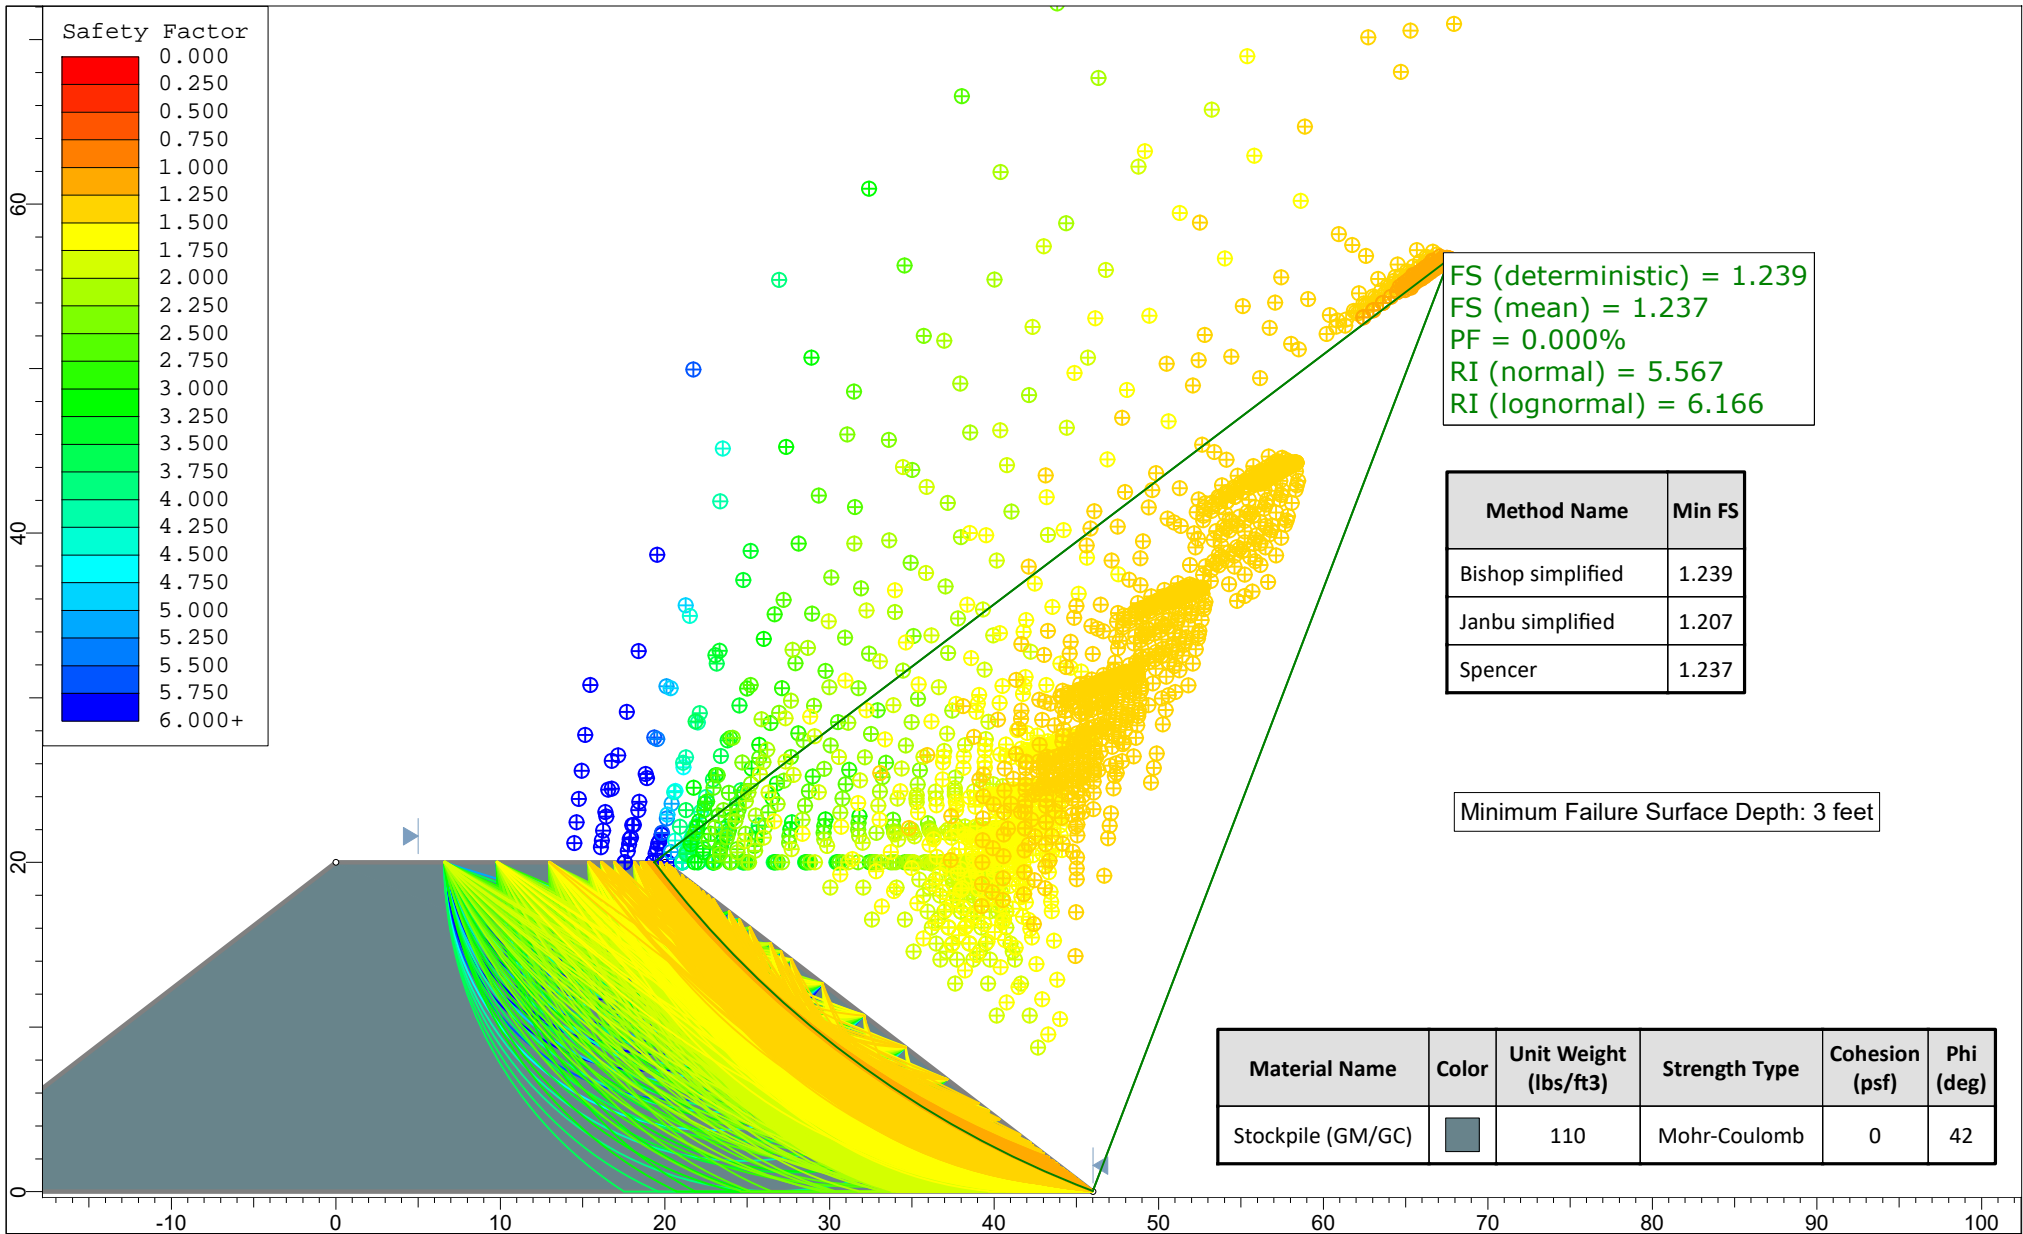 Safety Factor
0.000
0.250
0.500
0.750
1.000
1.250
1.500
1.750
2.000
2.250
2.500
2.750
3.000
3.250
3.500
3.750
4.000
4.250
4.500
4.750
5.000
5.250
5.500
5.750
6.000+
60
40
20
0
FS (deterministic) = 1.239
FS (mean) = 1.237
PF = 0.000%
RI (normal) = 5.567
RI (lognormal) = 6.166
Method Name Min FS
Bishop simplified 1.239
Janbu simplified 1.207
Spencer 1.237
Minimum Failure Surface Depth: 3 feet
Material Name Color Unit Weight (lbs/ft3) Strength Type Cohesion (psf) Phi (deg)
Stockpile (GM/GC) 110 Mohr-Coulomb 0 42
-10 0 10 20 30 40 50 60 70 80 90 100